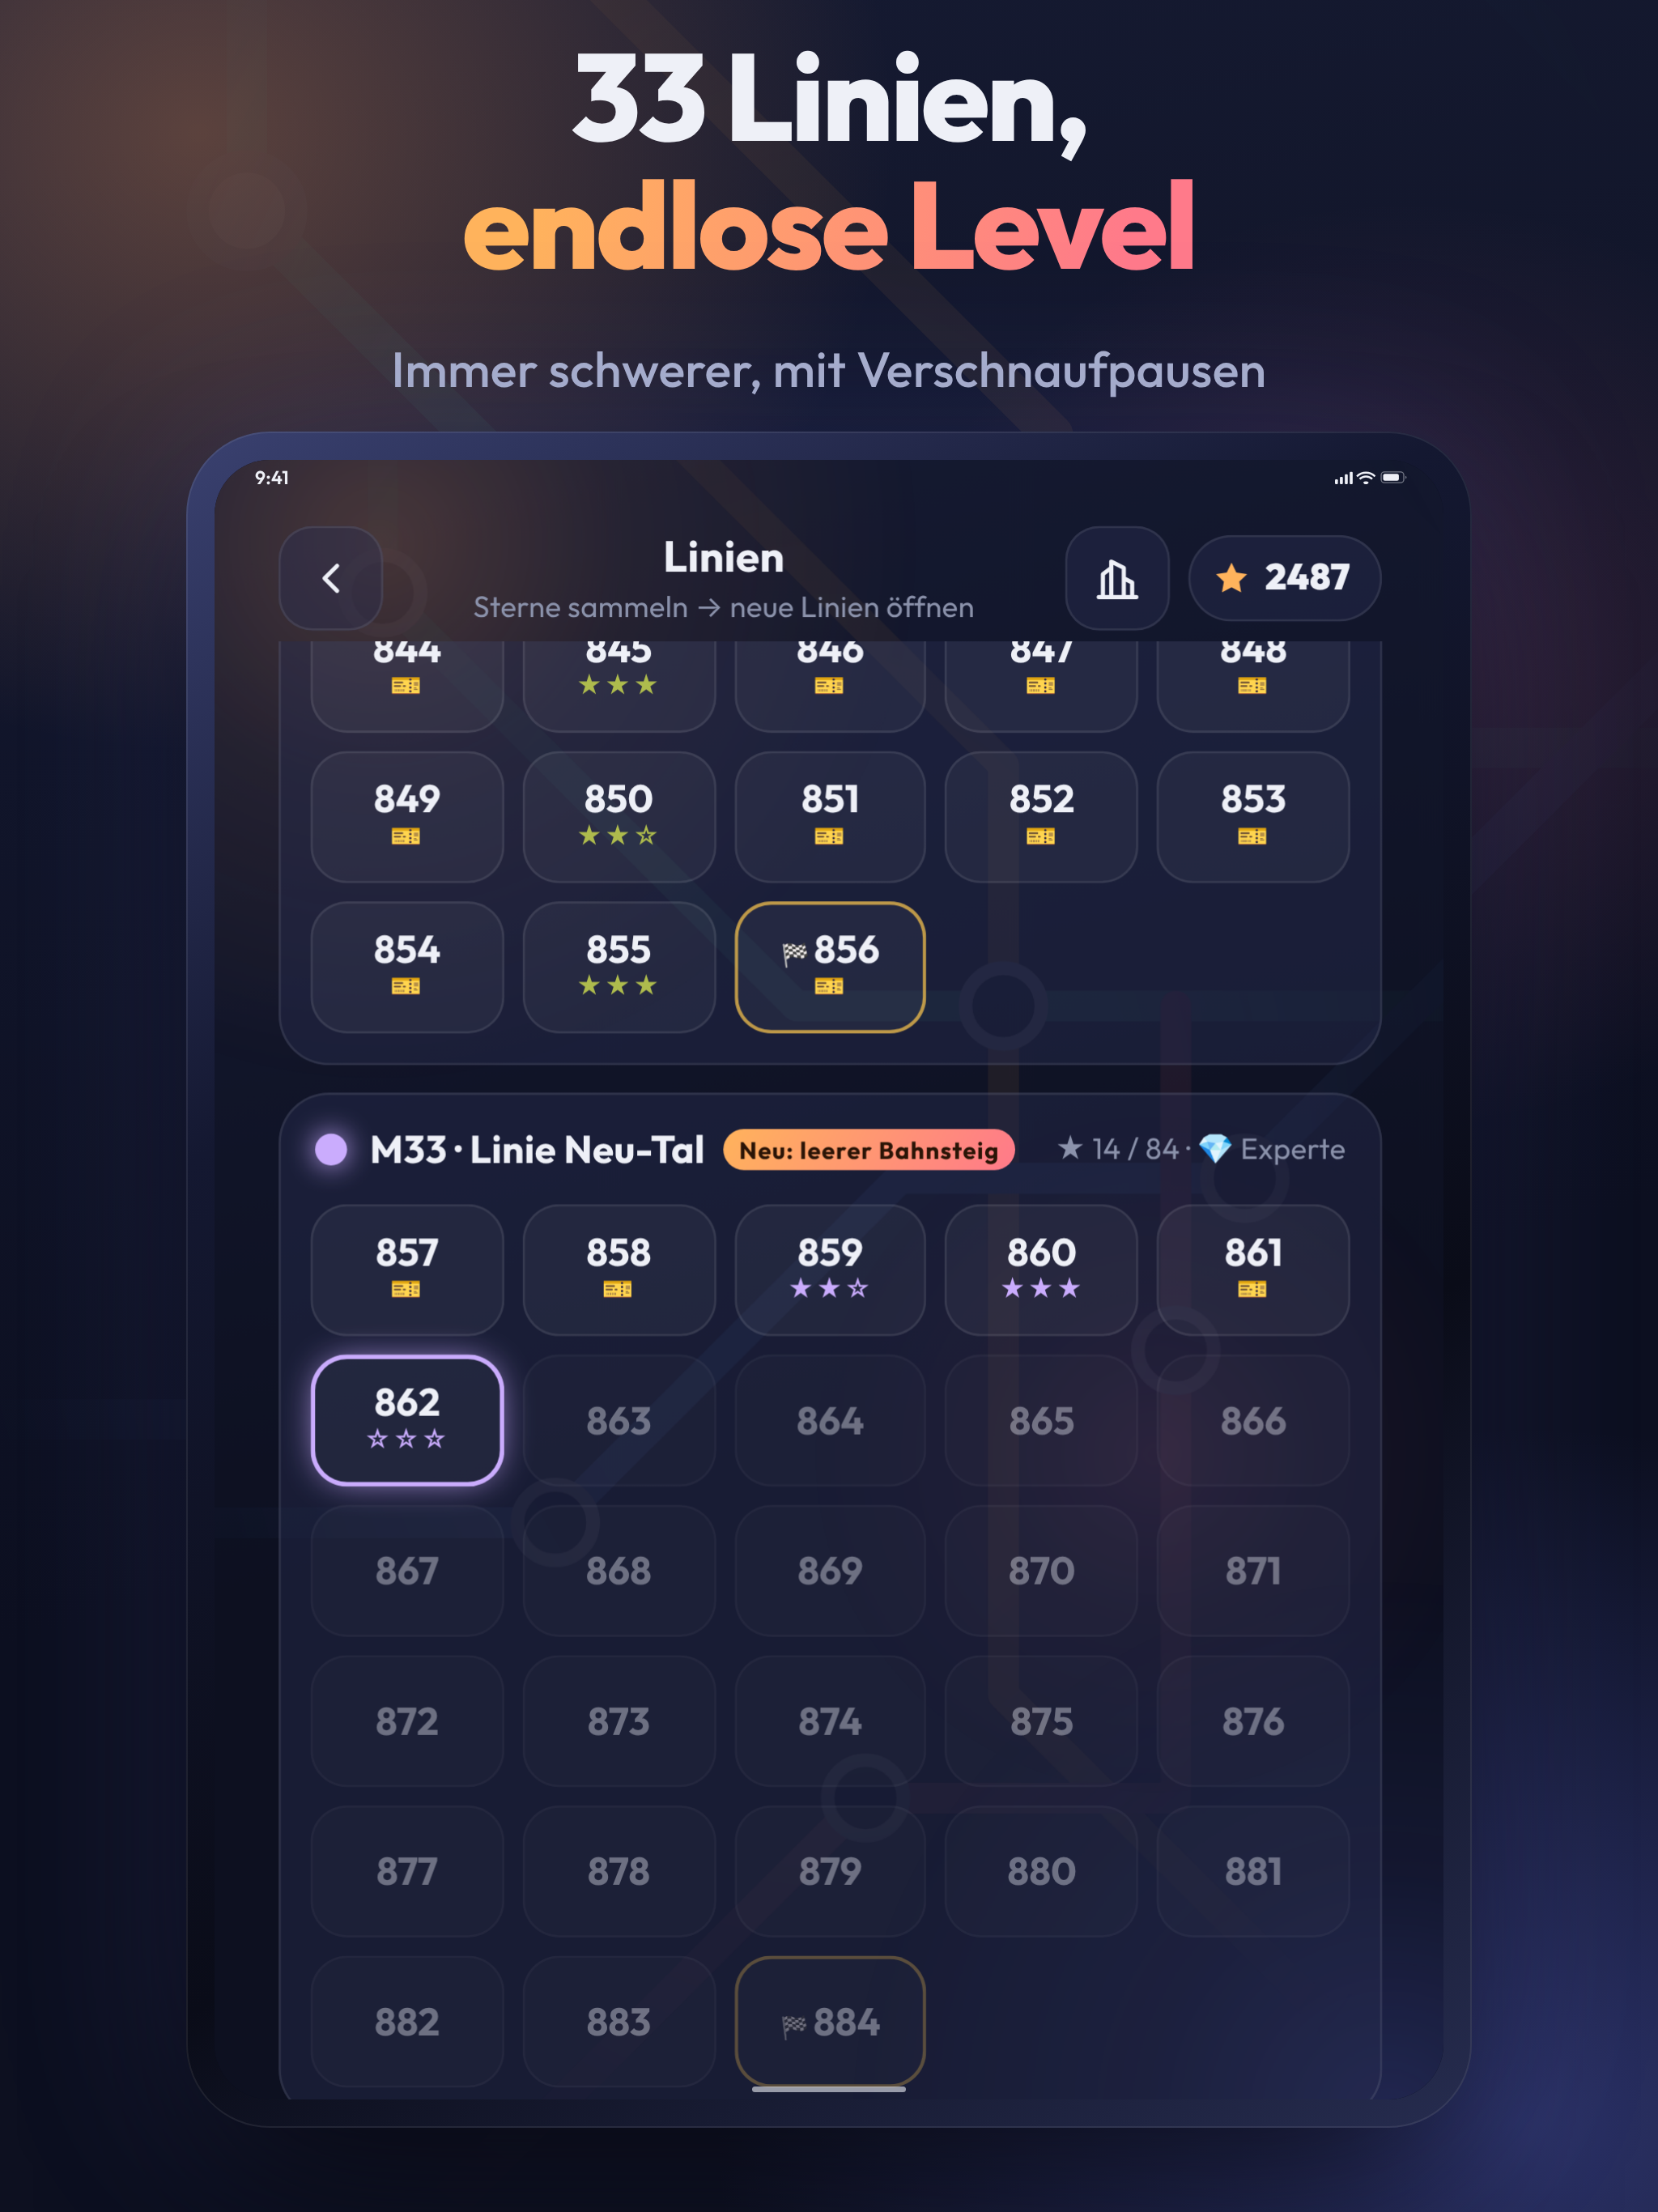 33 Linien,
endlose Level
Immer schwerer, mit Verschnaufpausen
9:41
Linien
Sterne sammeln → neue Linien öffnen
2487
844 845 846 847 848
★★★
849 850 851 852 853
★★☆
854 855 856
★★★
M33 · Linie Neu-Tal Neu: leerer Bahnsteig ★ 14 / 84 · 💎 Experte
857 858 859 860 861
★★☆ ★★★
862 863 864 865 866
☆☆☆
867 868 869 870 871
872 873 874 875 876
877 878 879 880 881
882 883 884